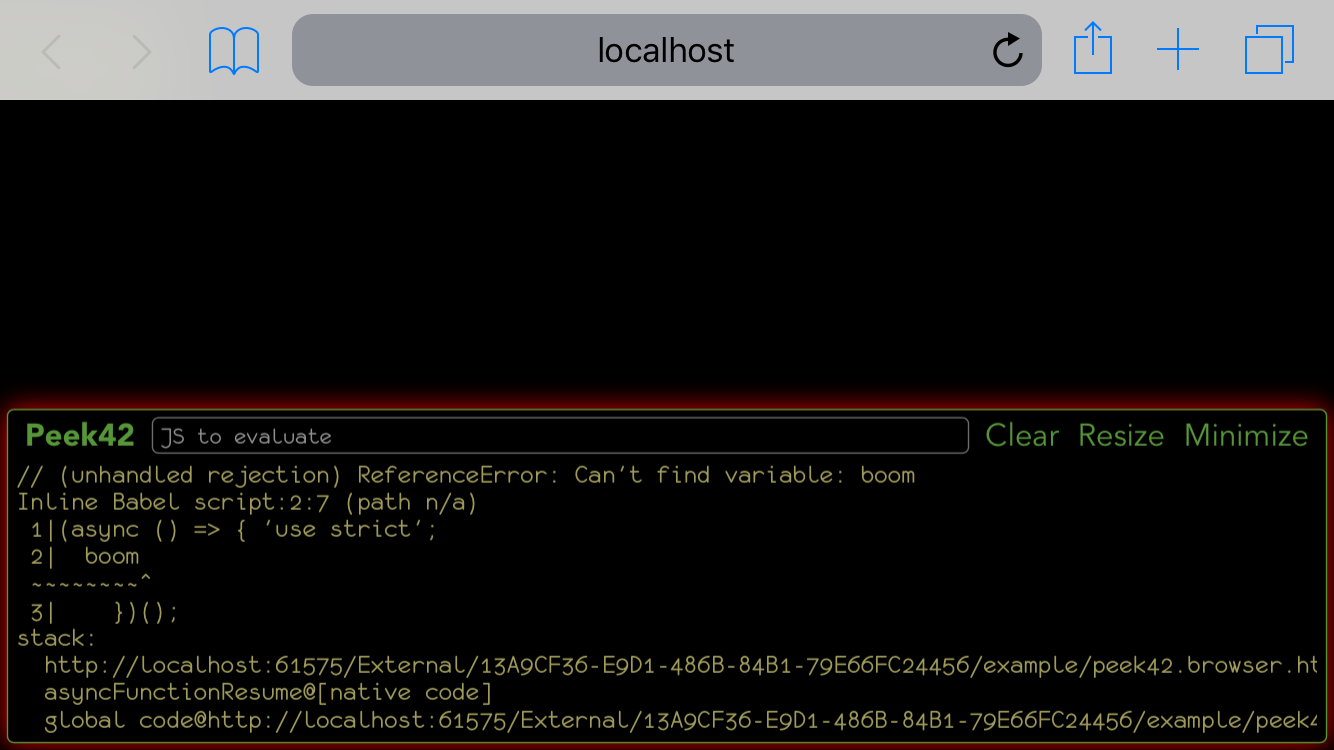 localhost
Peek42 JS to evaluate Clear Resize Minimize
// (unhandled rejection) ReferenceError: Can't find variable: boom
Inline Babel script:2:7 (path n/a)
1|(async () => { 'use strict';
2|  boom
~~~~~~~~^
3|    })();
stack:
http://localhost:61575/External/13A9CF36-E9D1-486B-84B1-79E66FC24456/example/peek42.browser.ht
asyncFunctionResume@[native code]
global code@http://localhost:61575/External/13A9CF36-E9D1-486B-84B1-79E66FC24456/example/peek4